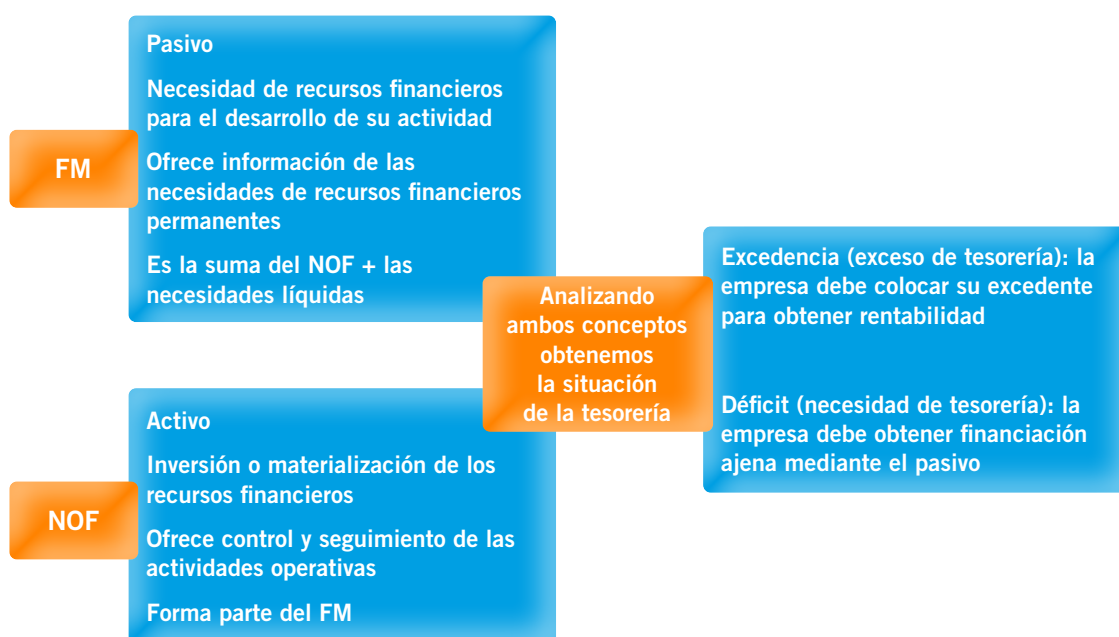 FM
Pasivo
Necesidad de recursos financieros
para el desarrollo de su actividad
Ofrece información de las
necesidades de recursos financieros
permanentes
Es la suma del NOF + las
necesidades líquidas
NOF
Activo
Inversión o materialización de los
recursos financieros
Ofrece control y seguimiento de las
actividades operativas
Forma parte del FM
Analizando
ambos conceptos
obtenemos
la situación
de la tesorería
Excedencia (exceso de tesorería): la
empresa debe colocar su excedente
para obtener rentabilidad
Déficit (necesidad de tesorería): la
empresa debe obtener financiación
ajena mediante el pasivo